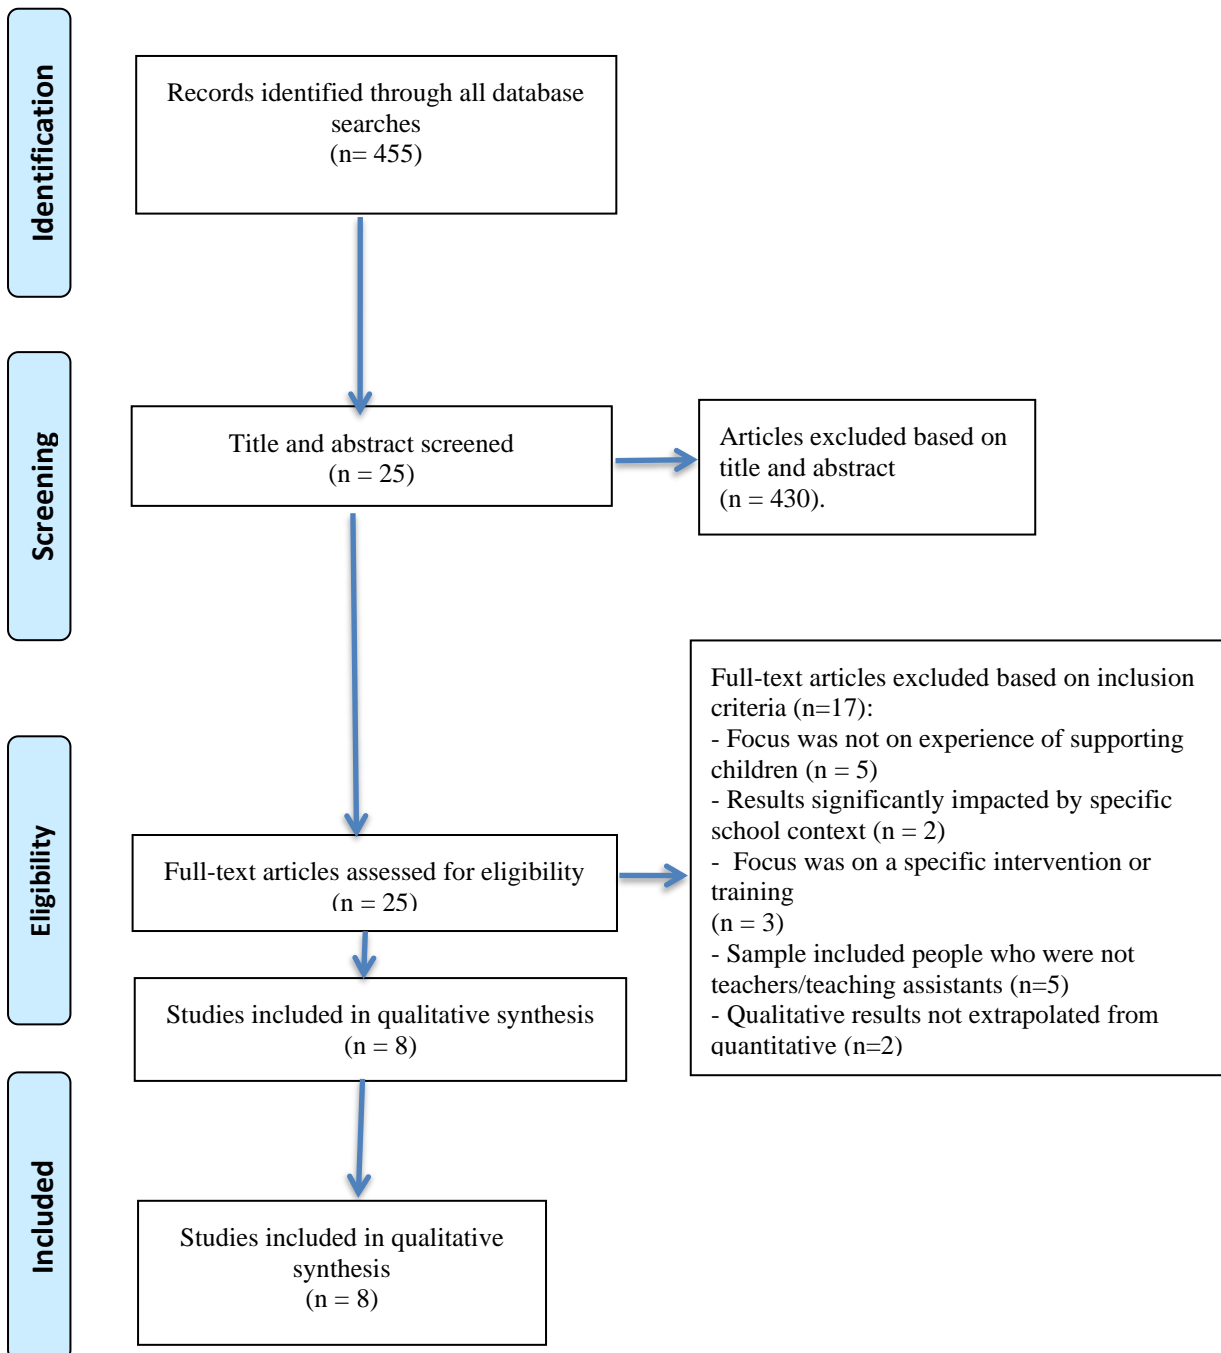 Identification
Records identified through all database
searches
(n= 455)
Screening
Title and abstract screened
(n = 25)
Articles excluded based on
title and abstract
(n = 430).
Eligibility
Full-text articles assessed for eligibility
(n = 25)
Full-text articles excluded based on inclusion
criteria (n=17):
- Focus was not on experience of supporting
children (n = 5)
- Results significantly impacted by specific
school context (n = 2)
- Focus was on a specific intervention or
training
(n = 3)
- Sample included people who were not
teachers/teaching assistants (n=5)
- Qualitative results not extrapolated from
quantitative (n=2)
Studies included in qualitative synthesis
(n = 8)
Included
Studies included in qualitative
synthesis
(n = 8)